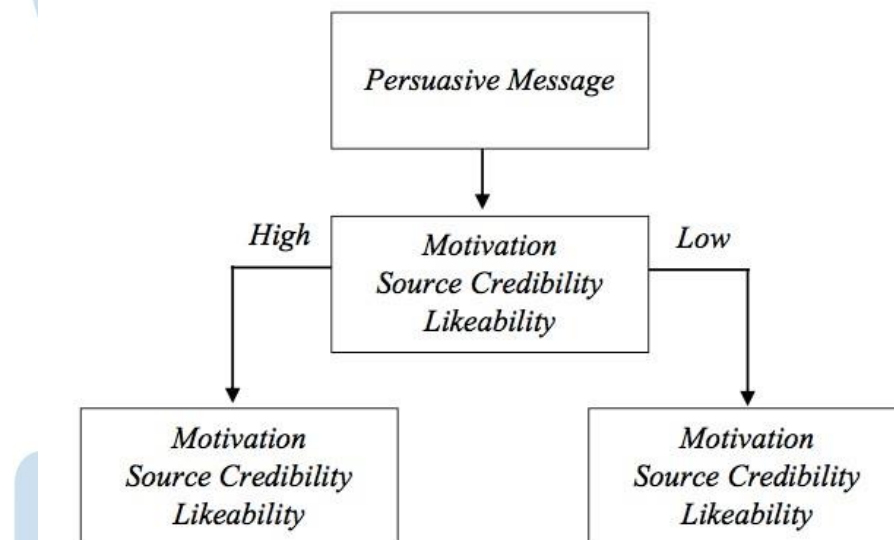 Persuasive Message
High
Motivation
Low
Source Credibility
Likeability
Motivation
Source Credibility
Likeability
Motivation
Source Credibility
Likeability